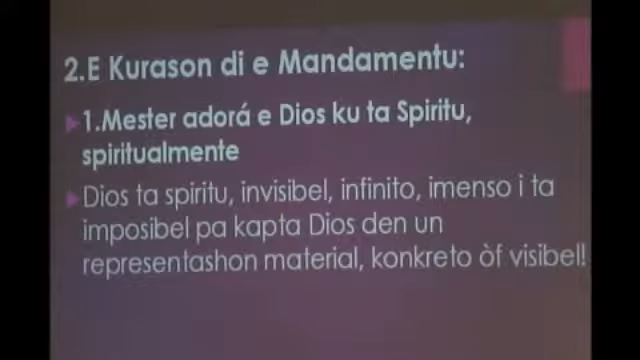 2.E Kurason di e Mandamentu:
1.Mester adorá e Dios ku ta Spiritu,
spiritualmente
Dios ta spiritu, invisibel, infinito, imenso i ta
imposibel pa kapta Dios den un
representashon material, konkreto òf visibel!